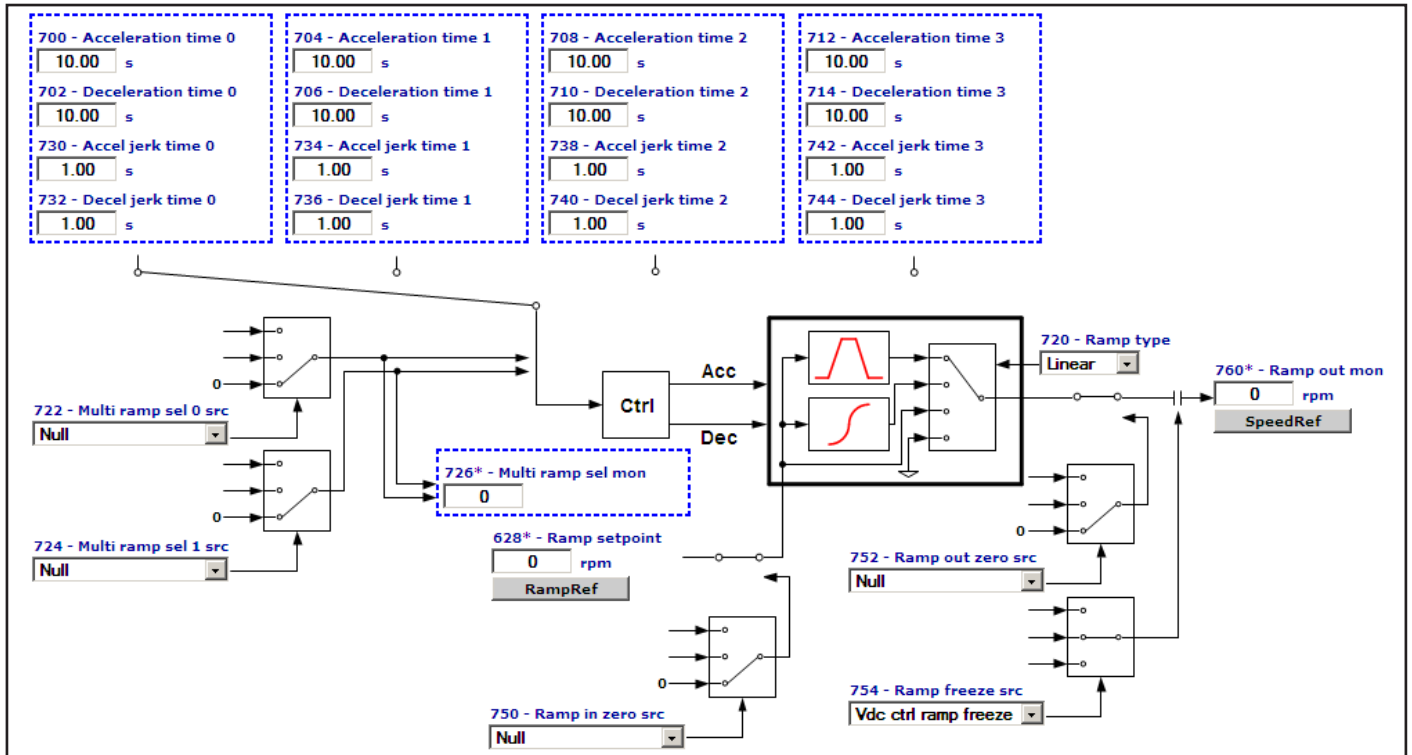 700 - Acceleration time 0
10.00 s
702 - Deceleration time 0
10.00 s
730 - Accel jerk time 0
1.00 s
732 - Decel jerk time 0
1.00 s
704 - Acceleration time 1
10.00 s
706 - Deceleration time 1
10.00 s
734 - Accel jerk time 1
1.00 s
736 - Decel jerk time 1
1.00 s
708 - Acceleration time 2
10.00 s
710 - Deceleration time 2
10.00 s
738 - Accel jerk time 2
1.00 s
740 - Decel jerk time 2
1.00 s
712 - Acceleration time 3
10.00 s
714 - Deceleration time 3
10.00 s
742 - Accel jerk time 3
1.00 s
744 - Decel jerk time 3
1.00 s
0
722 - Multi ramp sel 0 src
Null
0
724 - Multi ramp sel 1 src
Null
Ctrl
Acc
Dec
726* - Multi ramp sel mon
0
628* - Ramp setpoint
0 rpm
RampRef
0
750 - Ramp in zero src
Null
720 - Ramp type
Linear
760* - Ramp out mon
0 rpm
SpeedRef
0
752 - Ramp out zero src
Null
754 - Ramp freeze src
Vdc ctrl ramp freeze